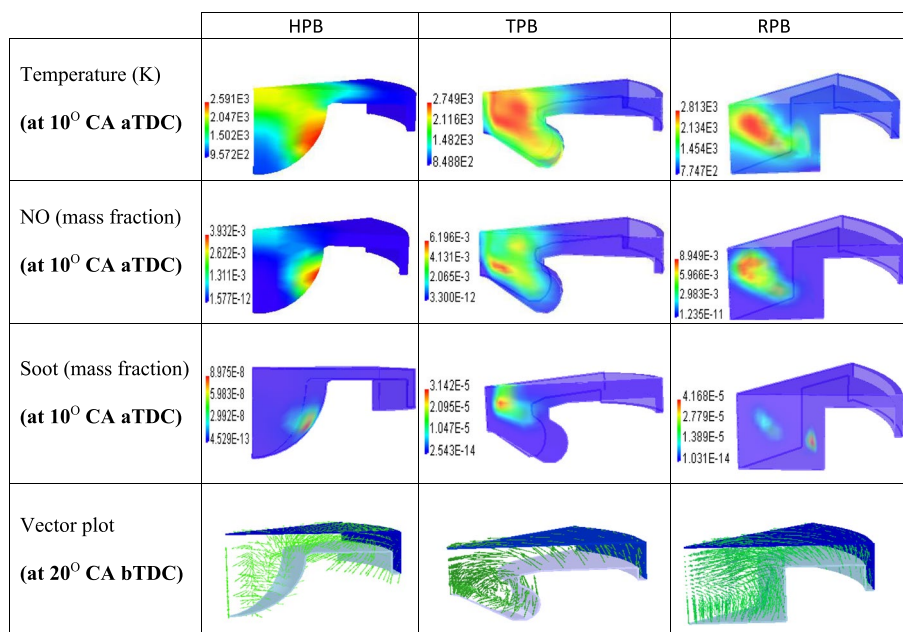 HPB TPB RPB
Temperature (K)
(at 10O CA aTDC)
2.591E3
2.047E3
1.502E3
9.572E2
2.749E3
2.116E3
1.482E3
8.488E2
2.813E3
2.134E3
1.454E3
7.747E2
NO (mass fraction)
(at 10O CA aTDC)
3.932E-3
2.622E-3
1.311E-3
1.577E-12
6.196E-3
4.131E-3
2.065E-3
3.300E-12
8.949E-3
5.966E-3
2.983E-3
1.235E-11
Soot (mass fraction)
(at 10O CA aTDC)
8.975E-8
5.983E-8
2.992E-8
4.529E-13
3.142E-5
2.095E-5
1.047E-5
2.543E-14
4.168E-5
2.779E-5
1.389E-5
1.031E-14
Vector plot
(at 20O CA bTDC)